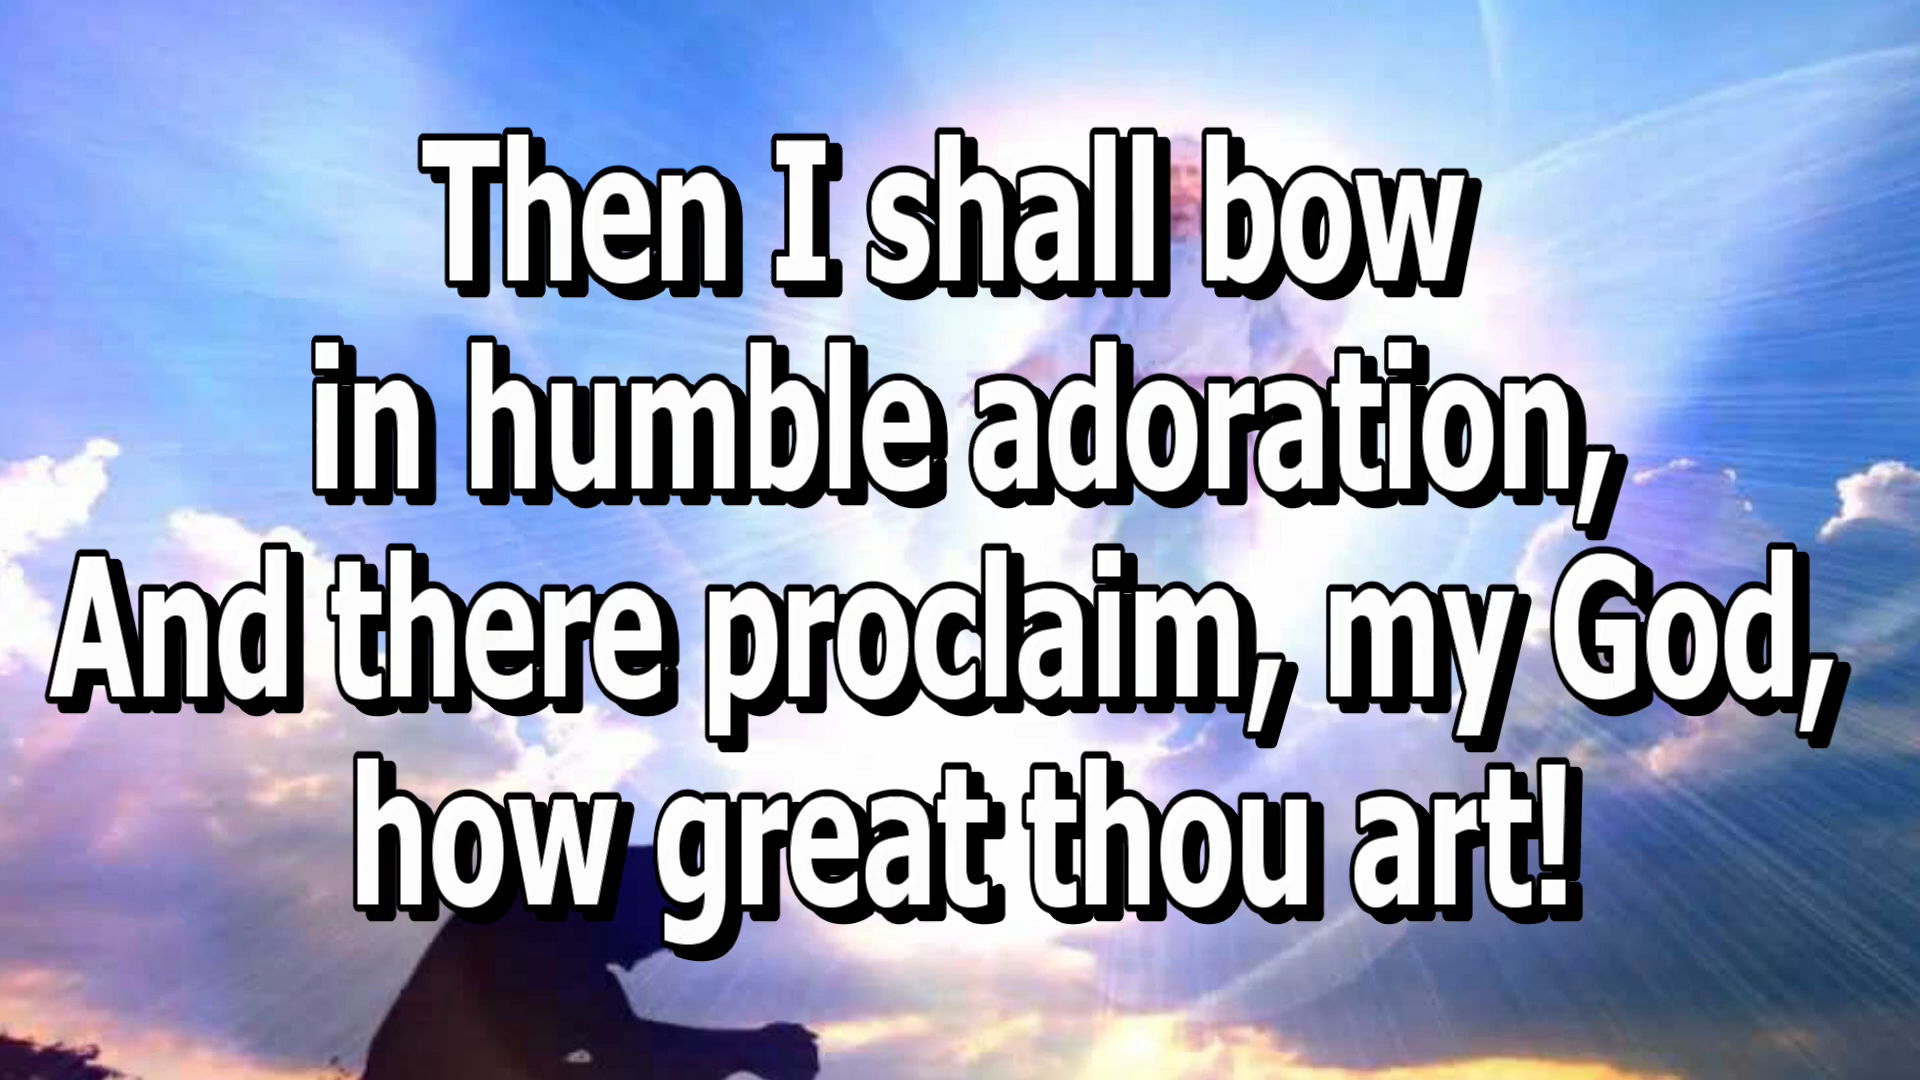 Then I shall bow
in humble adoration,
And there proclaim, my God,
how great thou art!